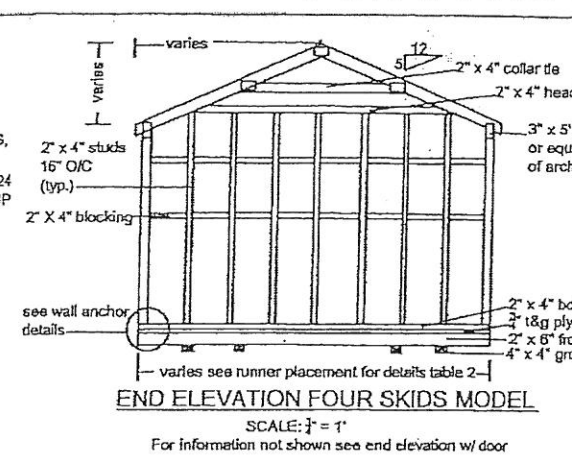 varies
varies
12
5
2" x 4" collar tie
2" x 4" head
3" x 5"
or equ
of arch
2" x 4" studs
16" O/C
(typ.)
24
P
2" X 4" blocking
see wall anchor
details
2" x 4" bo
t&g ply
2" x 6" fro
4" x 4" gro
varies see runner placement for details table 2
END ELEVATION FOUR SKIDS MODEL
SCALE: = 1'
For information not shown see end elevation w/ door